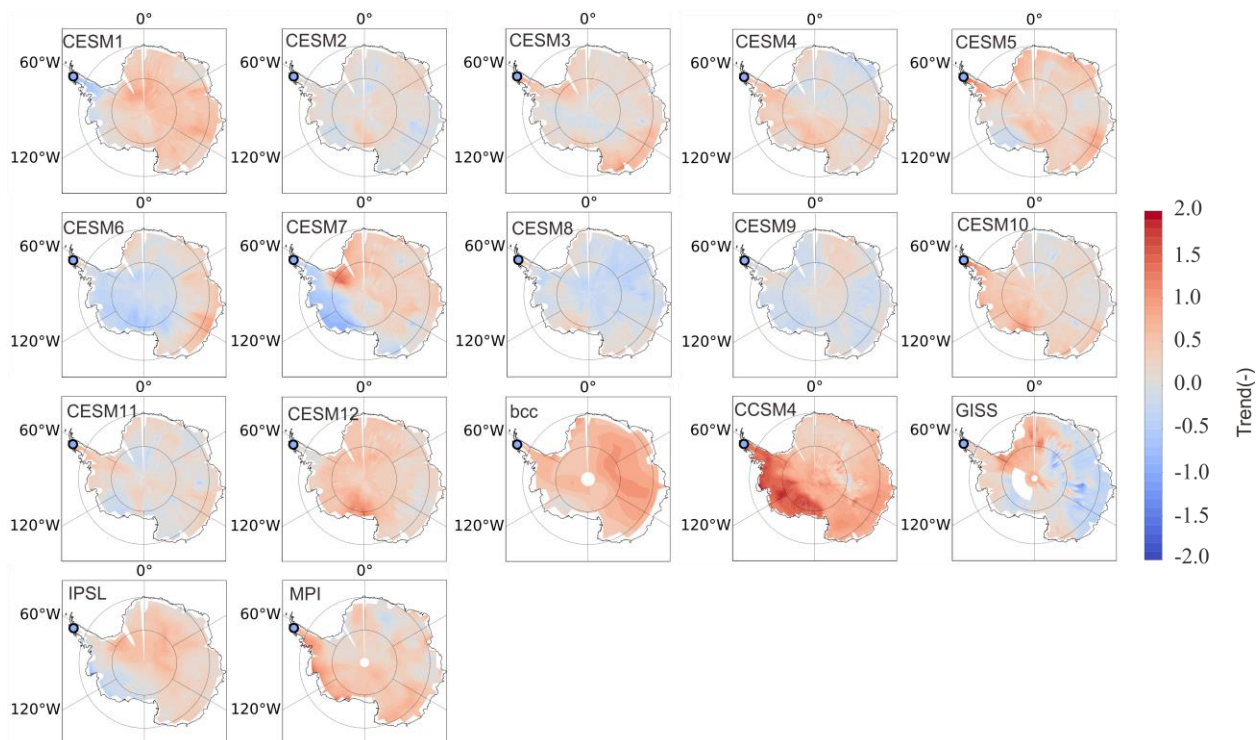 0° 0° 0° 0° 0°
CESM1 CESM2 CESM3 CESM4 CESM5
60°W 60°W 60°W 60°W 60°W
120°W 120°W 120°W 120°W 120°W
0° 0° 0° 0° 0°
CESM6 CESM7 CESM8 CESM9 CESM10
60°W 60°W 60°W 60°W 60°W
120°W 120°W 120°W 120°W 120°W
0° 0° 0° 0° 0°
CESM11 CESM12 bcc CCSM4 GISS
60°W 60°W 60°W 60°W 60°W
120°W 120°W 120°W 120°W 120°W
0° 0°
IPSL MPI
60°W 60°W
120°W 120°W
2.0
1.5
1.0
0.5
0.0
-0.5
-1.0
-1.5
-2.0
Trend(-)